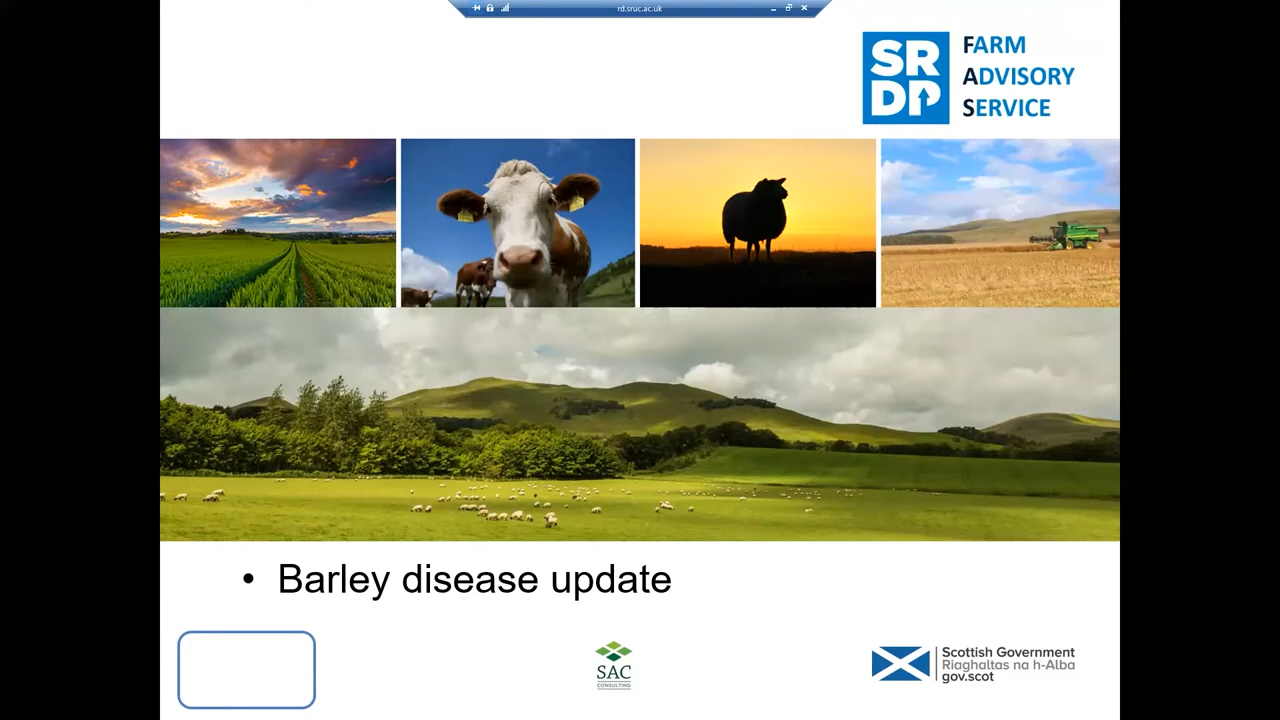 rd.sruc.ac.uk
SR
DP
FARM
ADVISORY
SERVICE
• Barley disease update
SAC
CONSULTING
Scottish Government
Riaghaltas na h-Alba
gov.scot